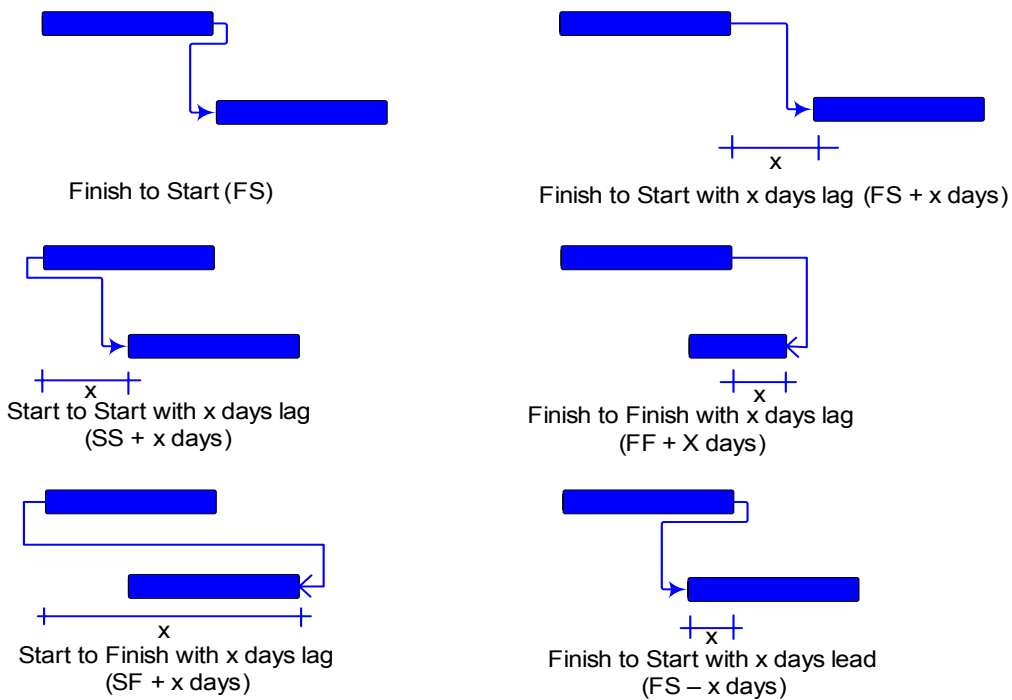 x
Finish to Start (FS)
Finish to Start with x days lag (FS + x days)
x
Start to Start with x days lag
(SS + x days)
x
Finish to Finish with x days lag
(FF + X days)
x
Start to Finish with x days lag
(SF + x days)
x
Finish to Start with x days lead
(FS – x days)